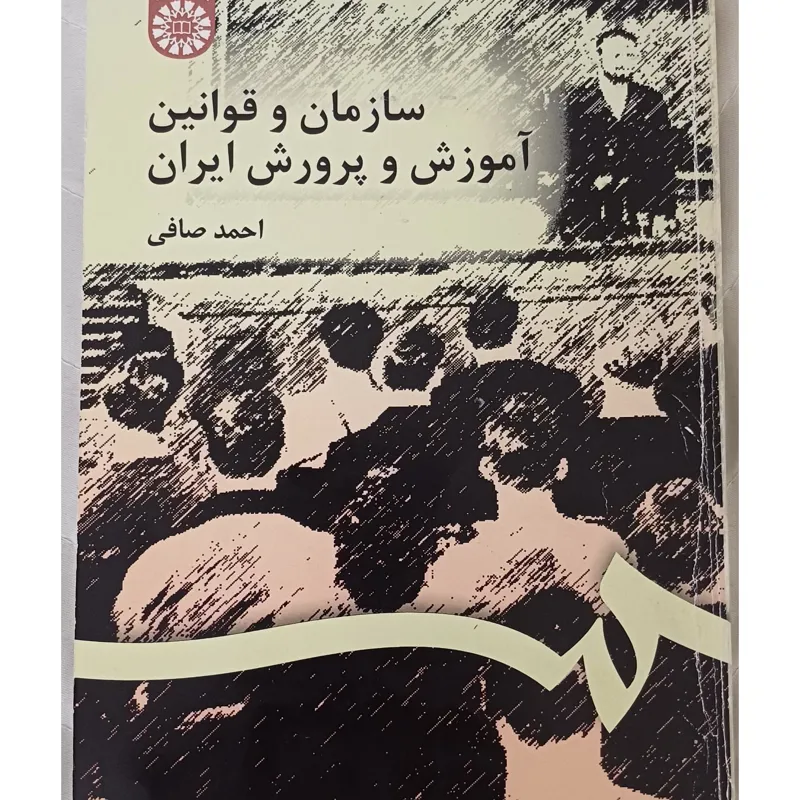 سازمان و قوانین
آموزش و پرورش ایران
احمد صافی